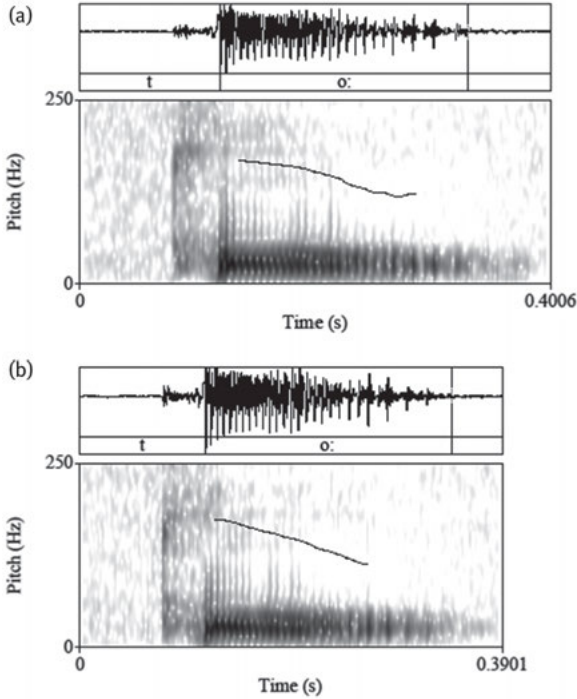 (a)
t o:
250
Pitch (Hz)
0
0 0.4006
Time (s)
(b)
t o:
250
Pitch (Hz)
0
0 0.3901
Time (s)